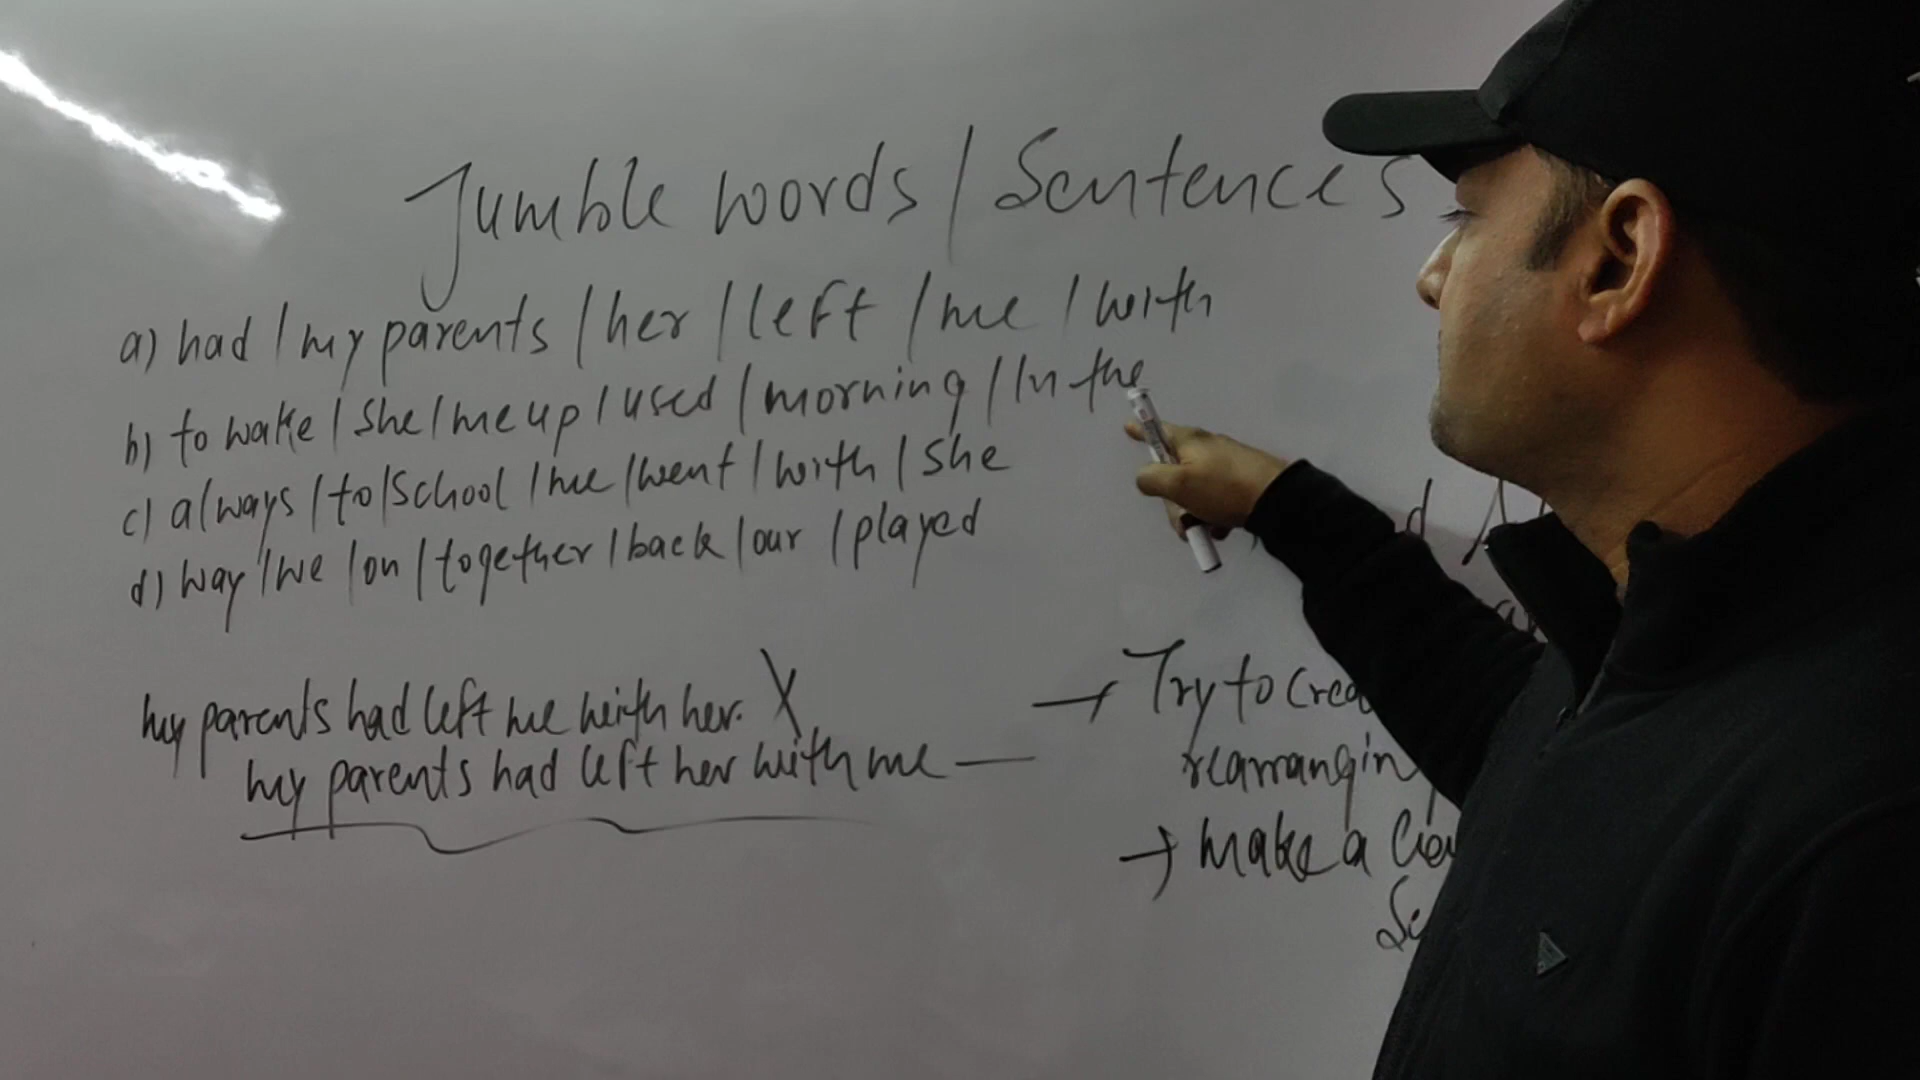 Jumble words / Sentences
a) had / my parents / her / left / me / with
b) to wake / she / me up / used / morning / In the
c) always / to / School / me / went / with / she
d) way / we / on / together / back / our / played
my parents had left me with her. X
my parents had left her with me —
→ Try to
rearranging
→ make a